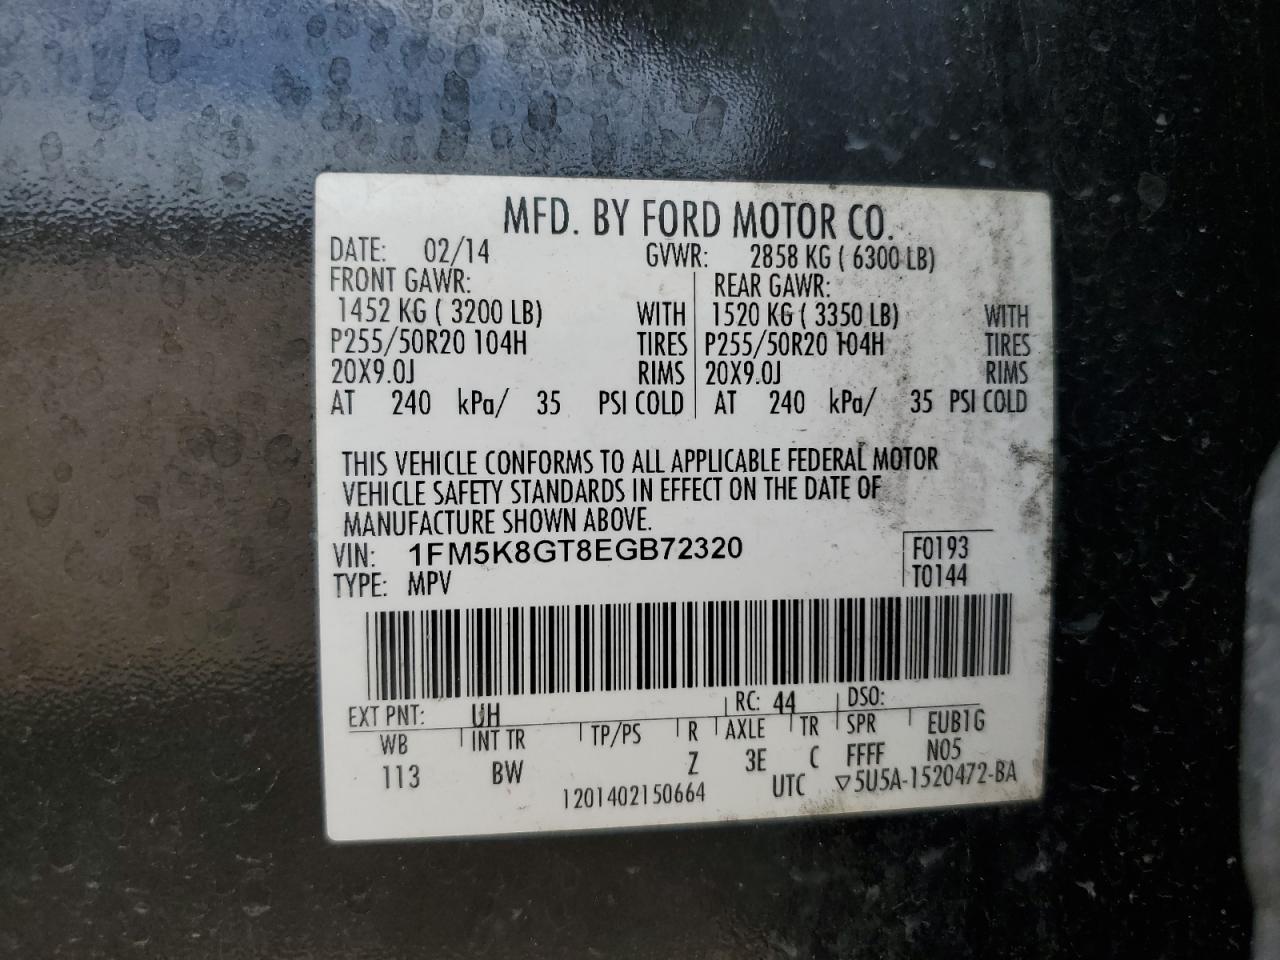 MFD. BY FORD MOTOR CO.
DATE: 02/14 GVWR: 2858 KG ( 6300 LB)
FRONT GAWR: REAR GAWR:
1452 KG ( 3200 LB) WITH 1520 KG ( 3350 LB) WITH
P255/50R20 104H TIRES P255/50R20 104H TIRES
20X9.0J RIMS 20X9.0J RIMS
AT 240 kPa/ 35 PSI COLD AT 240 kPa/ 35 PSI COLD
THIS VEHICLE CONFORMS TO ALL APPLICABLE FEDERAL MOTOR
VEHICLE SAFETY STANDARDS IN EFFECT ON THE DATE OF
MANUFACTURE SHOWN ABOVE.
VIN: 1FM5K8GT8EGB72320 F0193
TYPE: MPV T0144
EXT PNT: UH RC: 44 DSO:
WB INT TR TP/PS R AXLE TR SPR EUB1G
113 BW Z 3E C FFFF N05
1201402150664 UTC ▽5U5A-1520472-BA